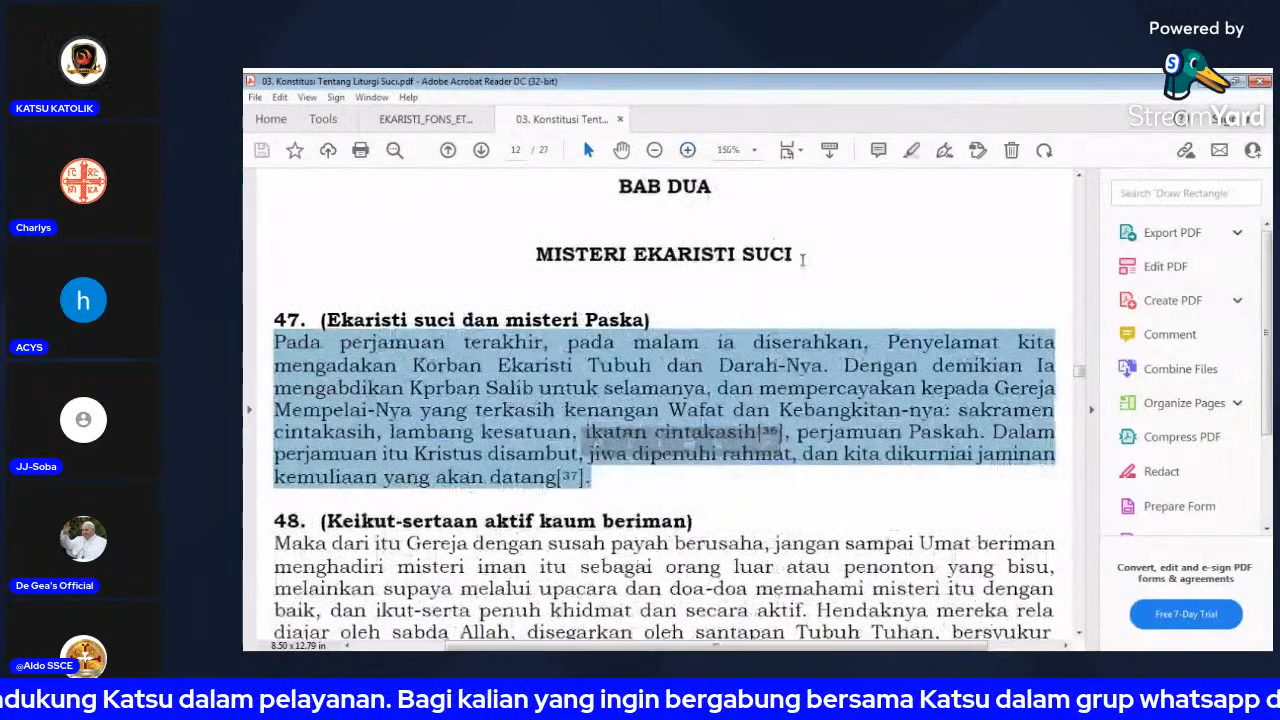 Powered by
StreamYard
KATSU KATOLIK
Charlys
h
ACYS
JJ-Soba
De Gea's Official
@Aldo SSCE
03. Konstitusi Tentang Liturgi Suci.pdf - Adobe Acrobat Reader DC (32-bit)
File Edit View Sign Window Help
Home Tools EKARISTI_FONS_ET... 03. Konstitusi Tent... ×
12 / 27 150%
BAB DUA
MISTERI EKARISTI SUCI
47. (Ekaristi suci dan misteri Paska)
Pada perjamuan terakhir, pada malam ia diserahkan, Penyelamat kita
mengadakan Korban Ekaristi Tubuh dan Darah-Nya. Dengan demikian Ia
mengabdikan Kprban Salib untuk selamanya, dan mempercayakan kepada Gereja
Mempelai-Nya yang terkasih kenangan Wafat dan Kebangkitan-nya: sakramen
cintakasih, lambang kesatuan, ikatan cintakasih[36], perjamuan Paskah. Dalam
perjamuan itu Kristus disambut, jiwa dipenuhi rahmat, dan kita dikurniai jaminan
kemuliaan yang akan datang[37].
48. (Keikut-sertaan aktif kaum beriman)
Maka dari itu Gereja dengan susah payah berusaha, jangan sampai Umat beriman
menghadiri misteri iman itu sebagai orang luar atau penonton yang bisu,
melainkan supaya melalui upacara dan doa-doa memahami misteri itu dengan
baik, dan ikut-serta penuh khidmat dan secara aktif. Hendaknya mereka rela
diajar oleh sabda Allah, disegarkan oleh santapan Tubuh Tuhan, bersyukur
8.50 x 12.79 in
Search 'Draw Rectangle'
Export PDF
Edit PDF
Create PDF
Comment
Combine Files
Organize Pages
Compress PDF
Redact
Prepare Form
Convert, edit and e-sign PDF
forms & agreements
Free 7-Day Trial
ndukung Katsu dalam pelayanan. Bagi kalian yang ingin bergabung bersama Katsu dalam grup whatsapp d